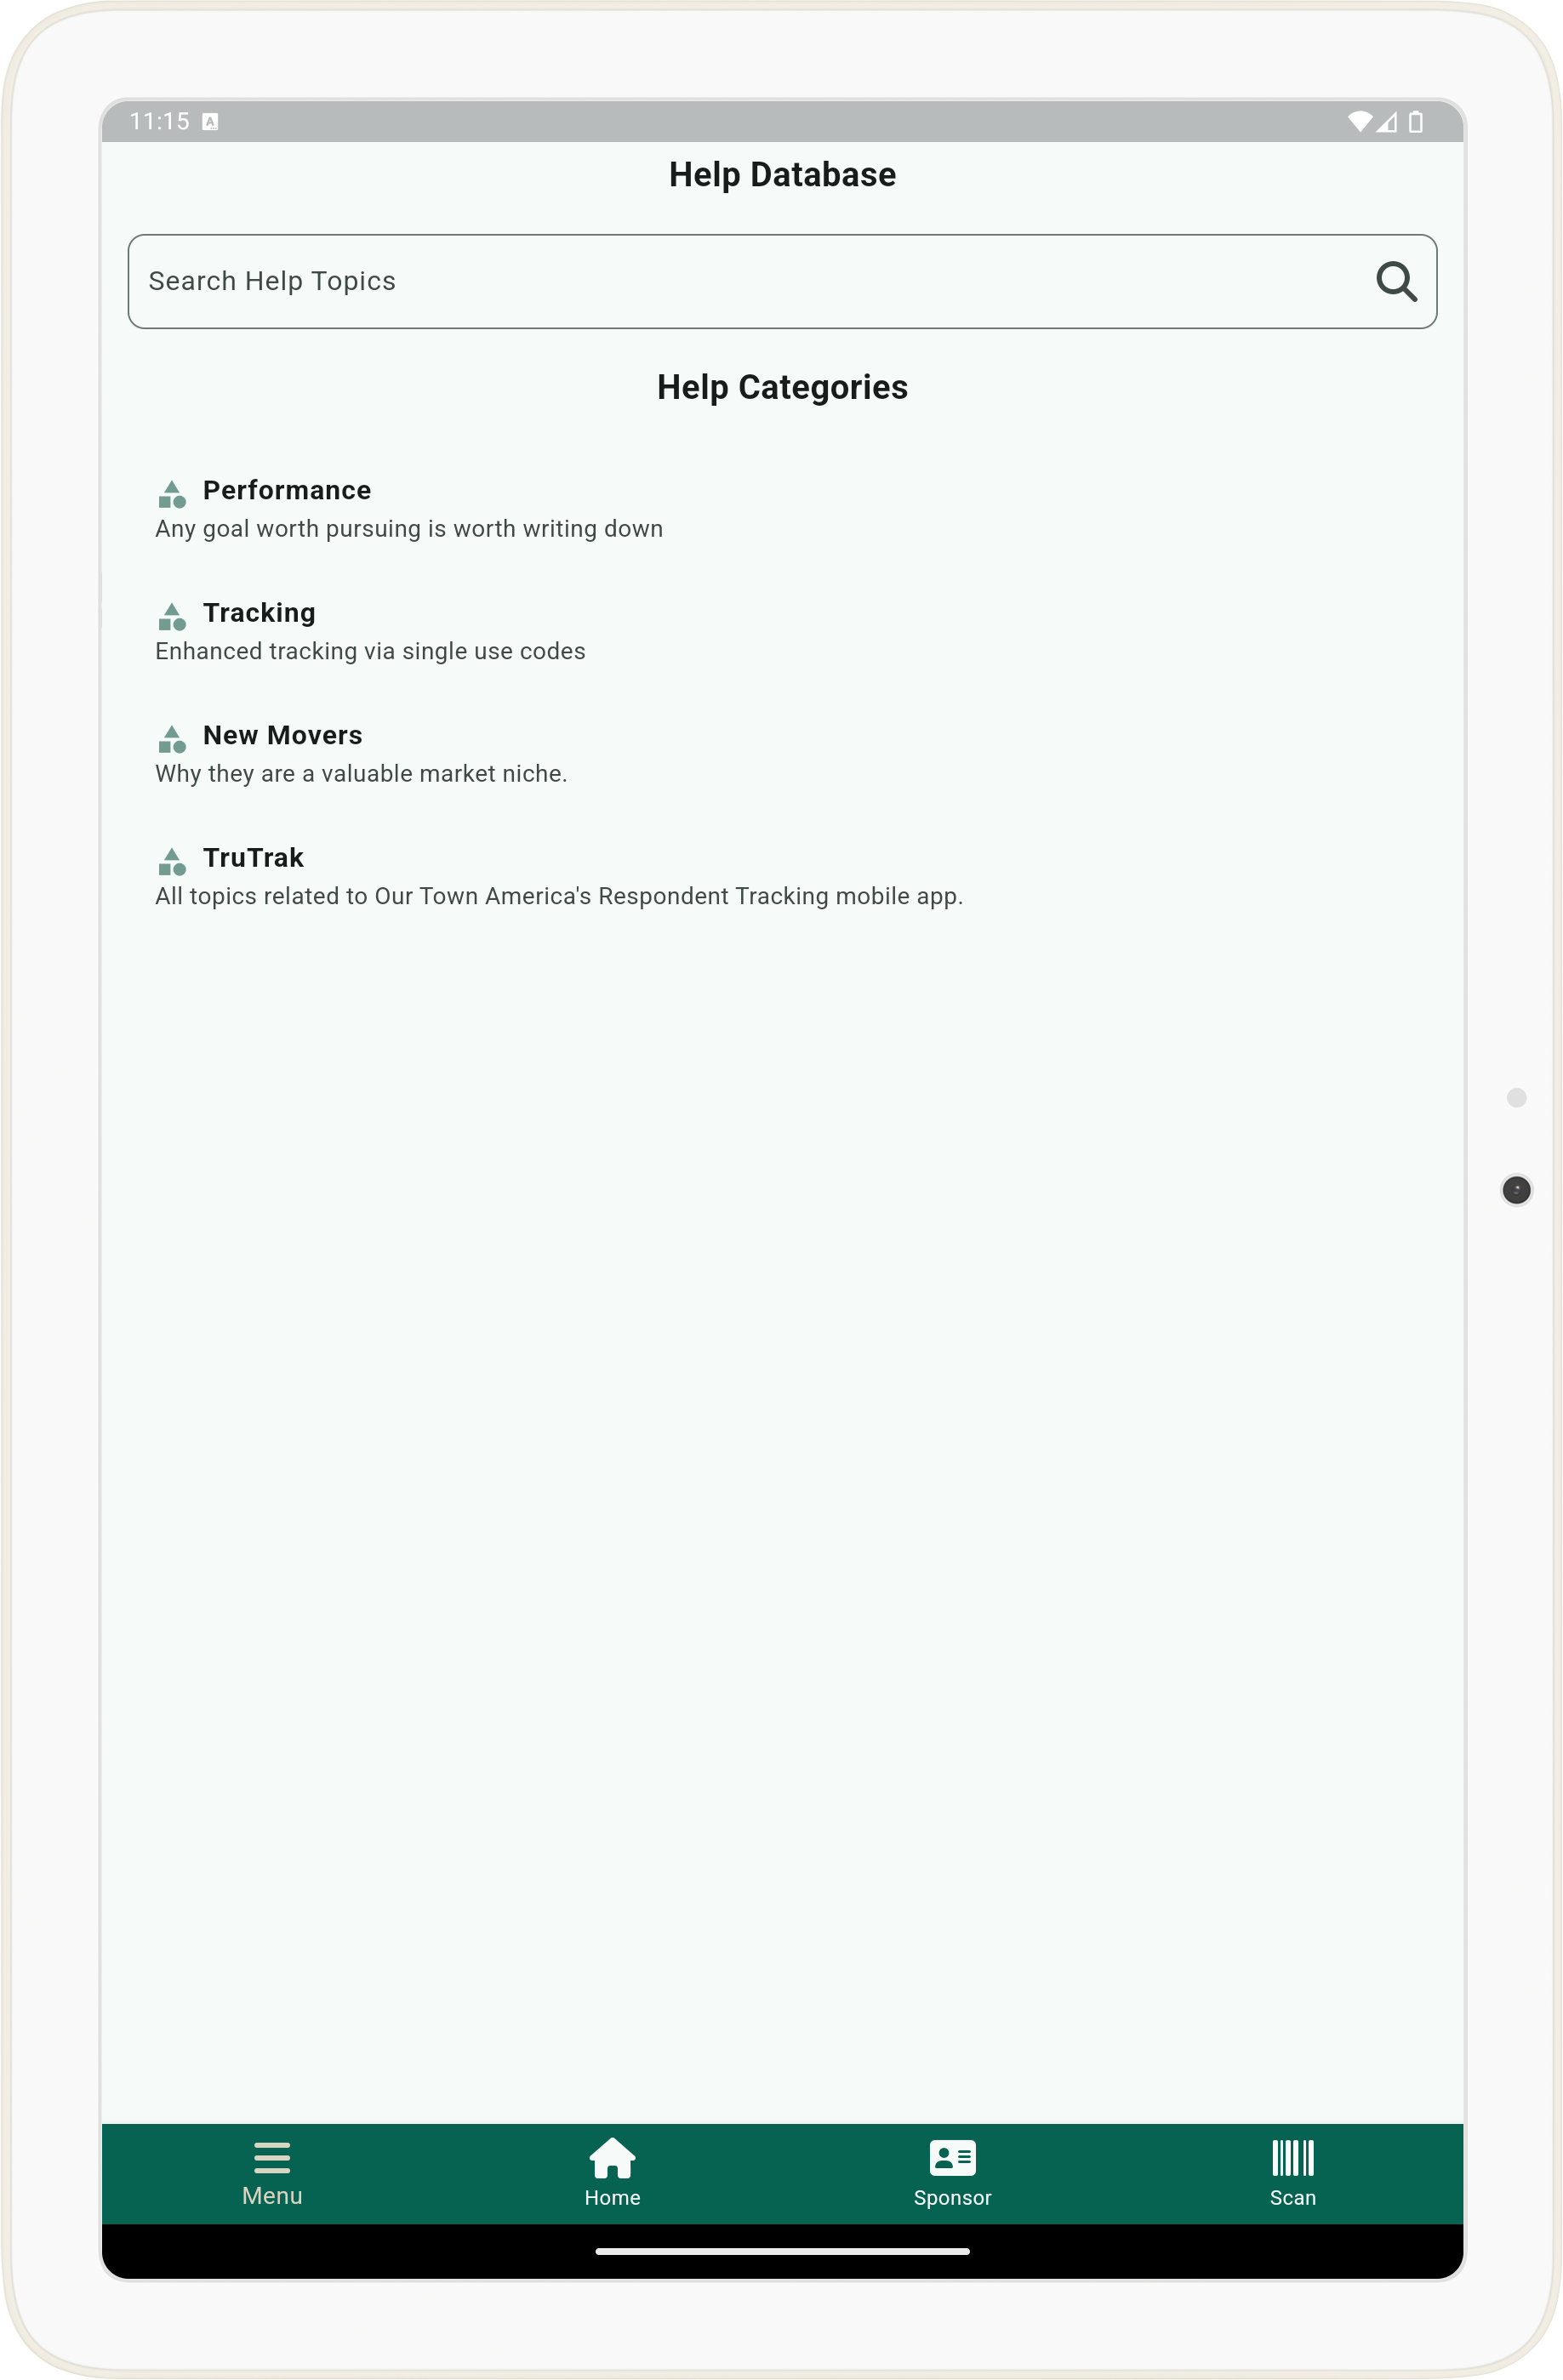 11:15
Help Database
Search Help Topics
Help Categories
Performance
Any goal worth pursuing is worth writing down
Tracking
Enhanced tracking via single use codes
New Movers
Why they are a valuable market niche.
TruTrak
All topics related to Our Town America's Respondent Tracking mobile app.
Menu
Home
Sponsor
Scan